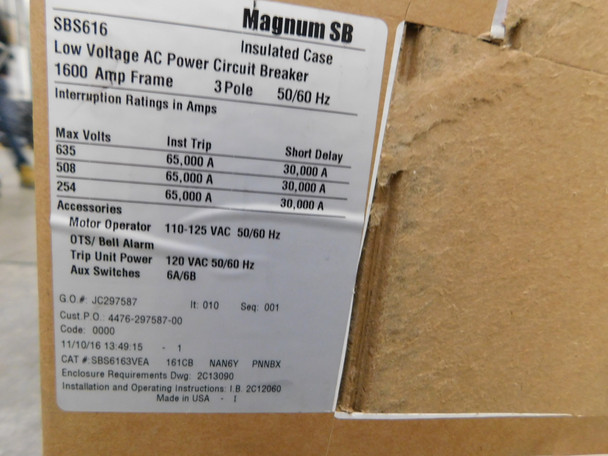 Magnum SB
SBS616 Insulated Case
Low Voltage AC Power Circuit Breaker
1600 Amp Frame 3 Pole 50/60 Hz
Interruption Ratings in Amps
Max Volts Inst Trip Short Delay
635 65,000 A 30,000 A
508 65,000 A 30,000 A
254 65,000 A 30,000 A
Accessories
Motor Operator 110-125 VAC 50/60 Hz
OTS/ Bell Alarm
Trip Unit Power 120 VAC 50/60 Hz
Aux Switches 6A/6B
G.O.#: JC297587 It: 010 Seq: 001
Cust.P.O.: 4476-297587-00
Code: 0000
11/10/16 13:49:15 - 1
CAT #:SBS6163VEA 161CB NAN6Y PNNBX
Enclosure Requirements Dwg: 2C13090
Installation and Operating Instructions: I.B. 2C12060
Made in USA - I